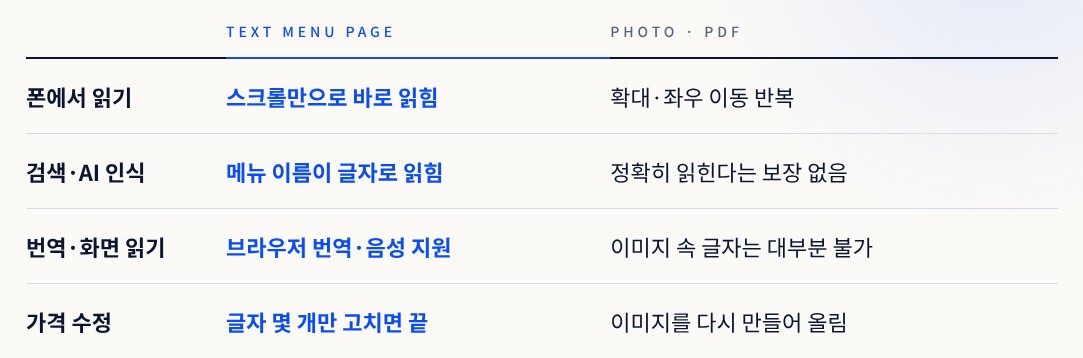 TEXT MENU PAGE PHOTO · PDF
폰에서 읽기 스크롤만으로 바로 읽힘 확대·좌우 이동 반복
검색·AI 인식 메뉴 이름이 글자로 읽힘 정확히 읽힌다는 보장 없음
번역·화면 읽기 브라우저 번역·음성 지원 이미지 속 글자는 대부분 불가
가격 수정 글자 몇 개만 고치면 끝 이미지를 다시 만들어 올림